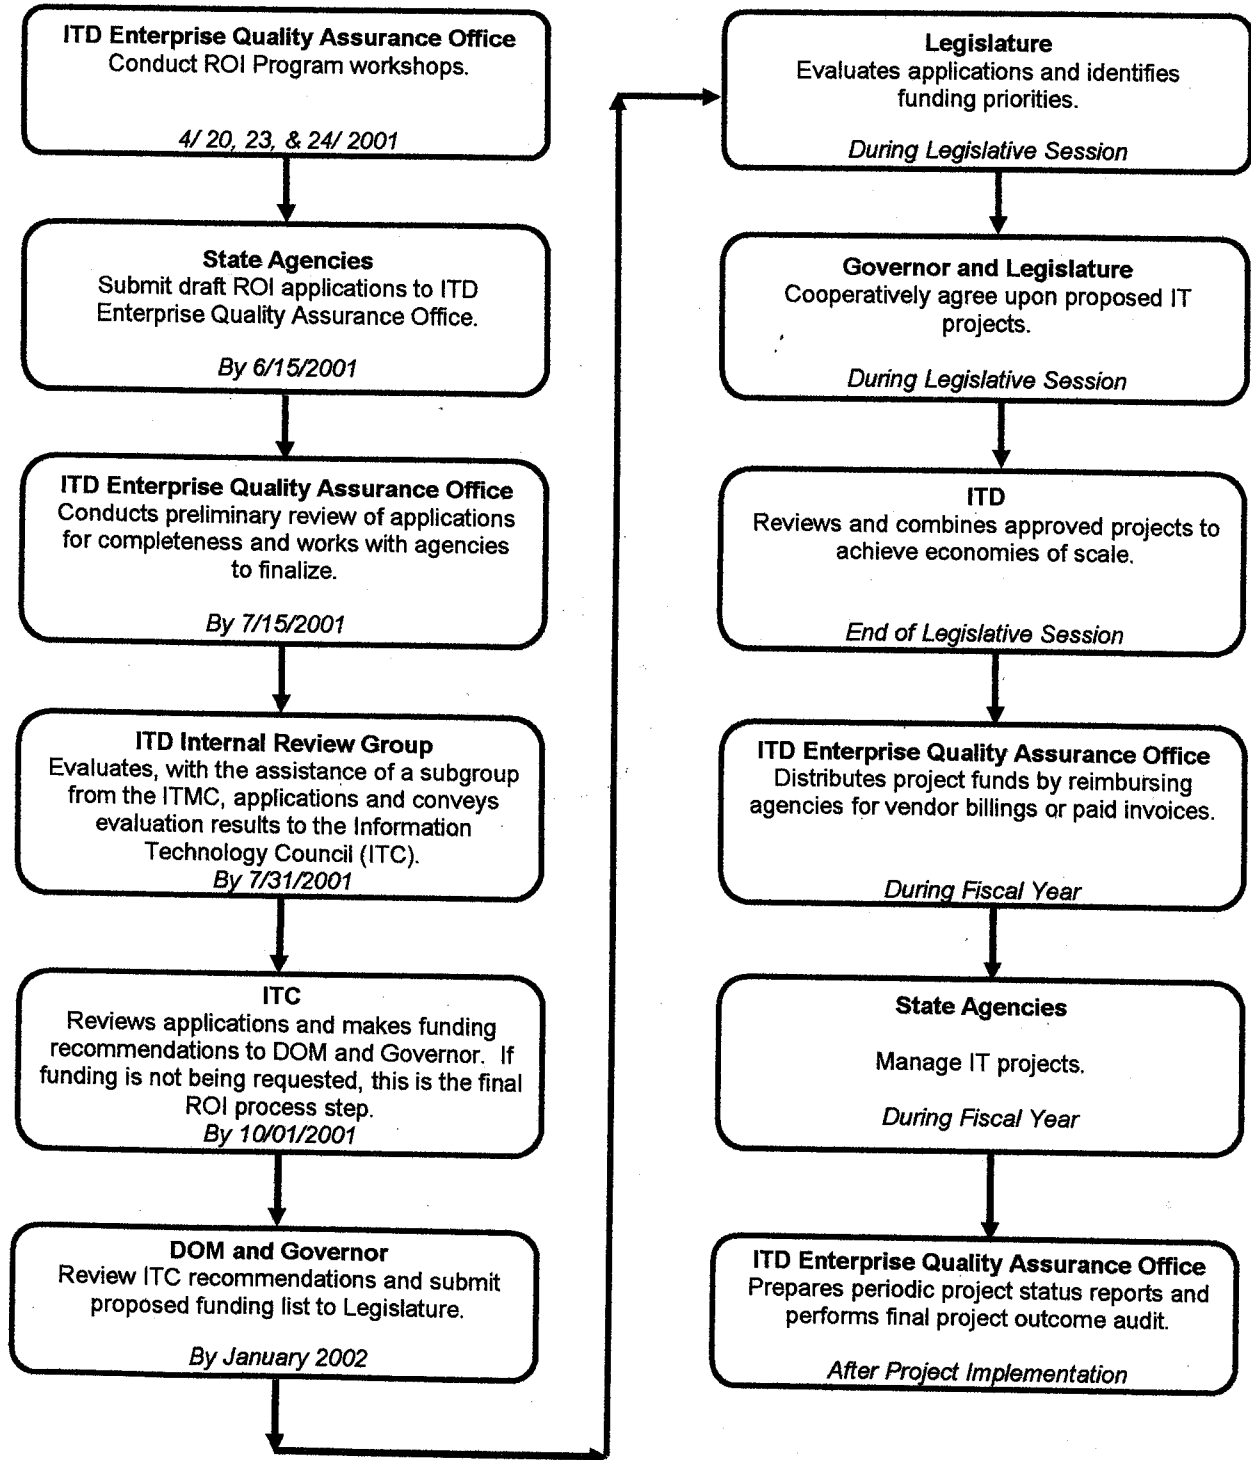 ITD Enterprise Quality Assurance Office
Conduct ROI Program workshops.
4/ 20, 23, & 24/ 2001
State Agencies
Submit draft ROI applications to ITD
Enterprise Quality Assurance Office.
By 6/15/2001
ITD Enterprise Quality Assurance Office
Conducts preliminary review of applications
for completeness and works with agencies
to finalize.
By 7/15/2001
ITD Internal Review Group
Evaluates, with the assistance of a subgroup
from the ITMC, applications and conveys
evaluation results to the Information
Technology Council (ITC).
By 7/31/2001
ITC
Reviews applications and makes funding
recommendations to DOM and Governor. If
funding is not being requested, this is the final
ROI process step.
By 10/01/2001
DOM and Governor
Review ITC recommendations and submit
proposed funding list to Legislature.
By January 2002
Legislature
Evaluates applications and identifies
funding priorities.
During Legislative Session
Governor and Legislature
Cooperatively agree upon proposed IT
projects.
During Legislative Session
ITD
Reviews and combines approved projects to
achieve economies of scale.
End of Legislative Session
ITD Enterprise Quality Assurance Office
Distributes project funds by reimbursing
agencies for vendor billings or paid invoices.
During Fiscal Year
State Agencies
Manage IT projects.
During Fiscal Year
ITD Enterprise Quality Assurance Office
Prepares periodic project status reports and
performs final project outcome audit.
After Project Implementation